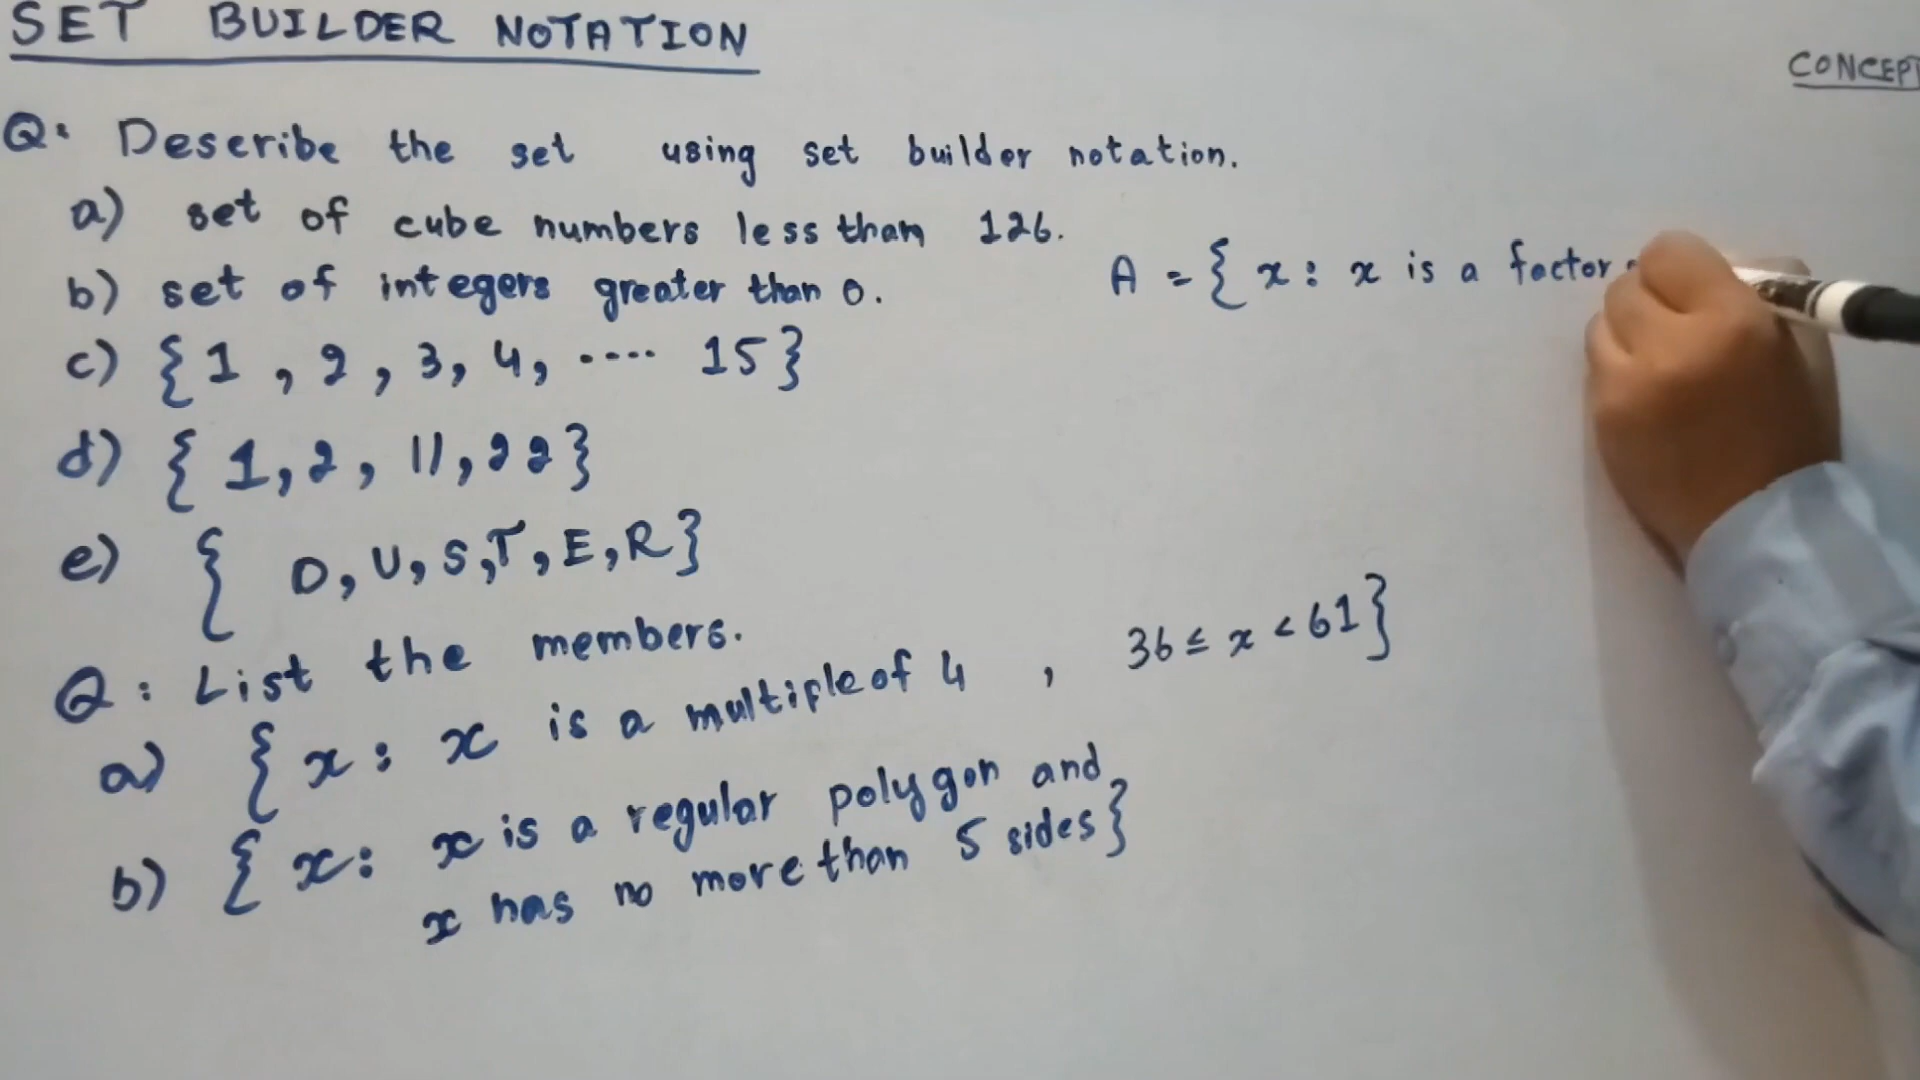 SET BUILDER NOTATION
CONCEPT
Q: Describe the set using set builder notation.
a) set of cube numbers less than 126.
b) set of integers greater than 0.
A = { x : x is a factor
c) {1 , 2 , 3, 4, .... 15}
d) { 1, 2 , 11, 22}
e) { D, U, S, T, E, R}
Q : List the members.
a) { x : x is a multiple of 4 , 36 ≤ x < 61}
b) { x : x is a regular polygon and
x has no more than 5 sides}